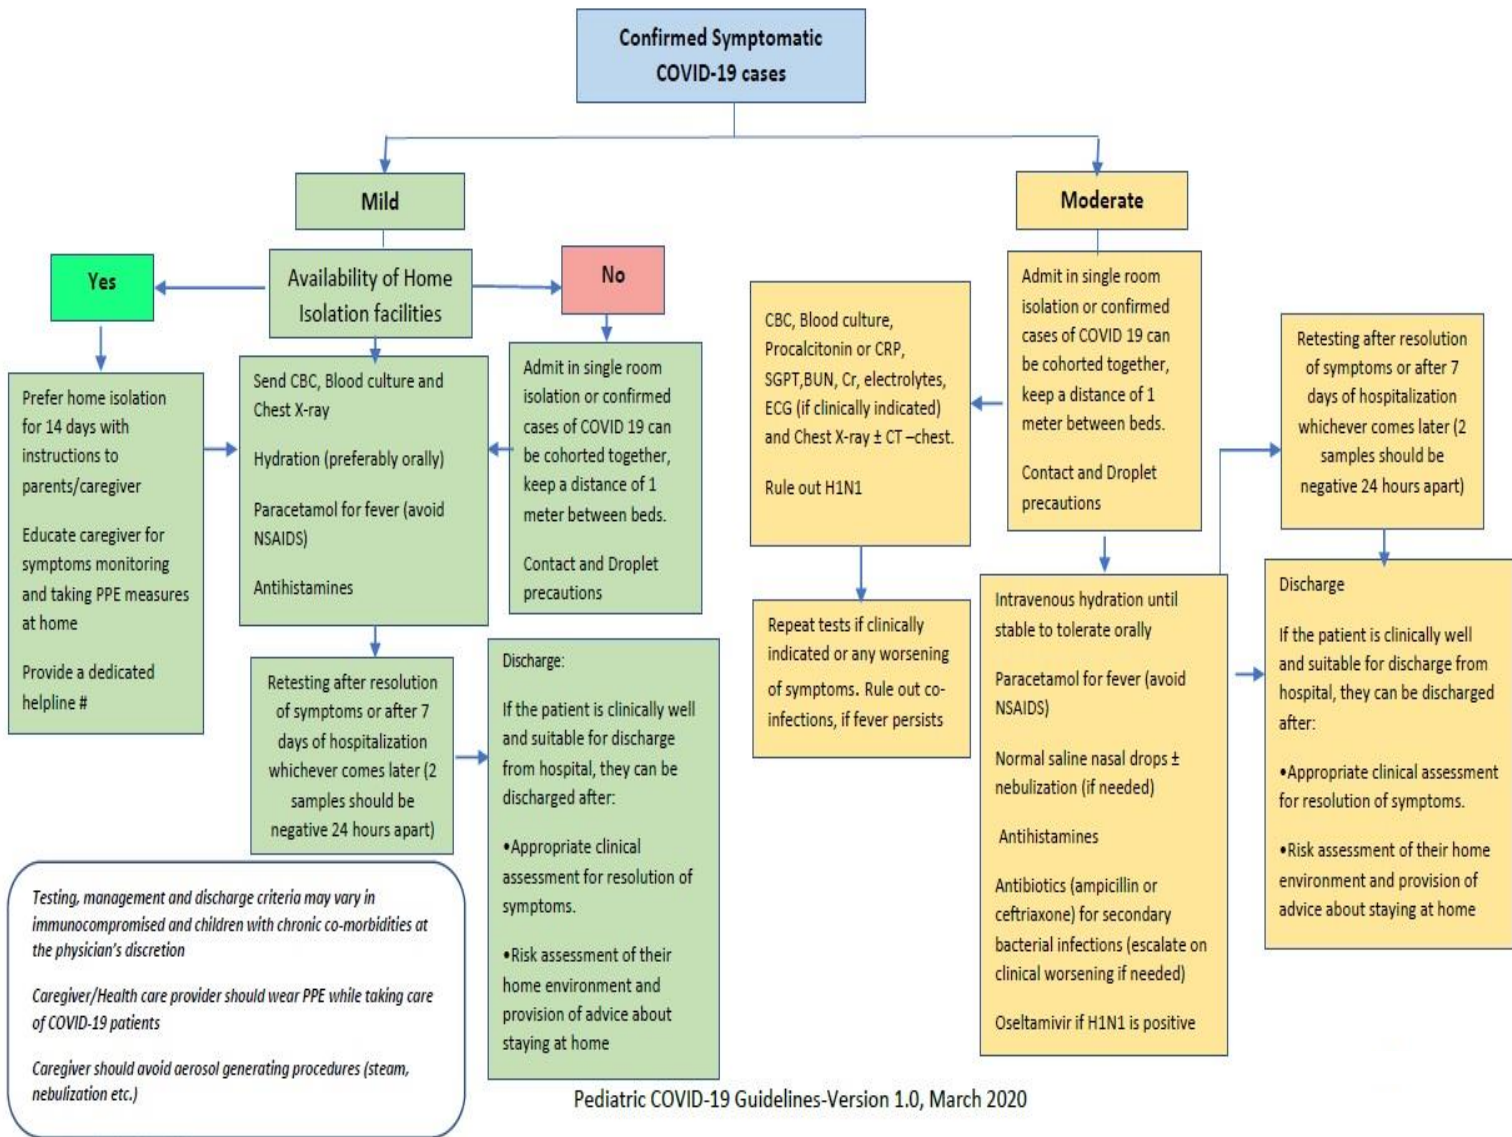 Confirmed Symptomatic
COVID-19 cases
Mild
Moderate
Yes
Availability of Home
Isolation facilities
No
Prefer home isolation
for 14 days with
instructions to
parents/caregiver
Educate caregiver for
symptoms monitoring
and taking PPE measures
at home
Provide a dedicated
helpline #
Send CBC, Blood culture and
Chest X-ray
Hydration (preferably orally)
Paracetamol for fever (avoid
NSAIDS)
Antihistamines
Admit in single room
isolation or confirmed
cases of COVID 19 can
be cohorted together,
keep a distance of 1
meter between beds.
Contact and Droplet
precautions
Retesting after resolution
of symptoms or after 7
days of hospitalization
whichever comes later (2
samples should be
negative 24 hours apart)
Discharge:
If the patient is clinically well
and suitable for discharge
from hospital, they can be
discharged after:
•Appropriate clinical
assessment for resolution of
symptoms.
•Risk assessment of their
home environment and
provision of advice about
staying at home
CBC, Blood culture,
Procalcitonin or CRP,
SGPT,BUN, Cr, electrolytes,
ECG (if clinically indicated)
and Chest X-ray ± CT –chest.
Rule out H1N1
Repeat tests if clinically
indicated or any worsening
of symptoms. Rule out co-
infections, if fever persists
Admit in single room
isolation or confirmed
cases of COVID 19 can
be cohorted together,
keep a distance of 1
meter between beds.
Contact and Droplet
precautions
Intravenous hydration until
stable to tolerate orally
Paracetamol for fever (avoid
NSAIDS)
Normal saline nasal drops ±
nebulization (if needed)
Antihistamines
Antibiotics (ampicillin or
ceftriaxone) for secondary
bacterial infections (escalate on
clinical worsening if needed)
Oseltamivir if H1N1 is positive
Retesting after resolution
of symptoms or after 7
days of hospitalization
whichever comes later (2
samples should be
negative 24 hours apart)
Discharge
If the patient is clinically well
and suitable for discharge from
hospital, they can be discharged
after:
•Appropriate clinical assessment
for resolution of symptoms.
•Risk assessment of their home
environment and provision of
advice about staying at home
Testing, management and discharge criteria may vary in
immunocompromised and children with chronic co-morbidities at
the physician's discretion
Caregiver/Health care provider should wear PPE while taking care
of COVID-19 patients
Caregiver should avoid aerosol generating procedures (steam,
nebulization etc.)
Pediatric COVID-19 Guidelines-Version 1.0, March 2020